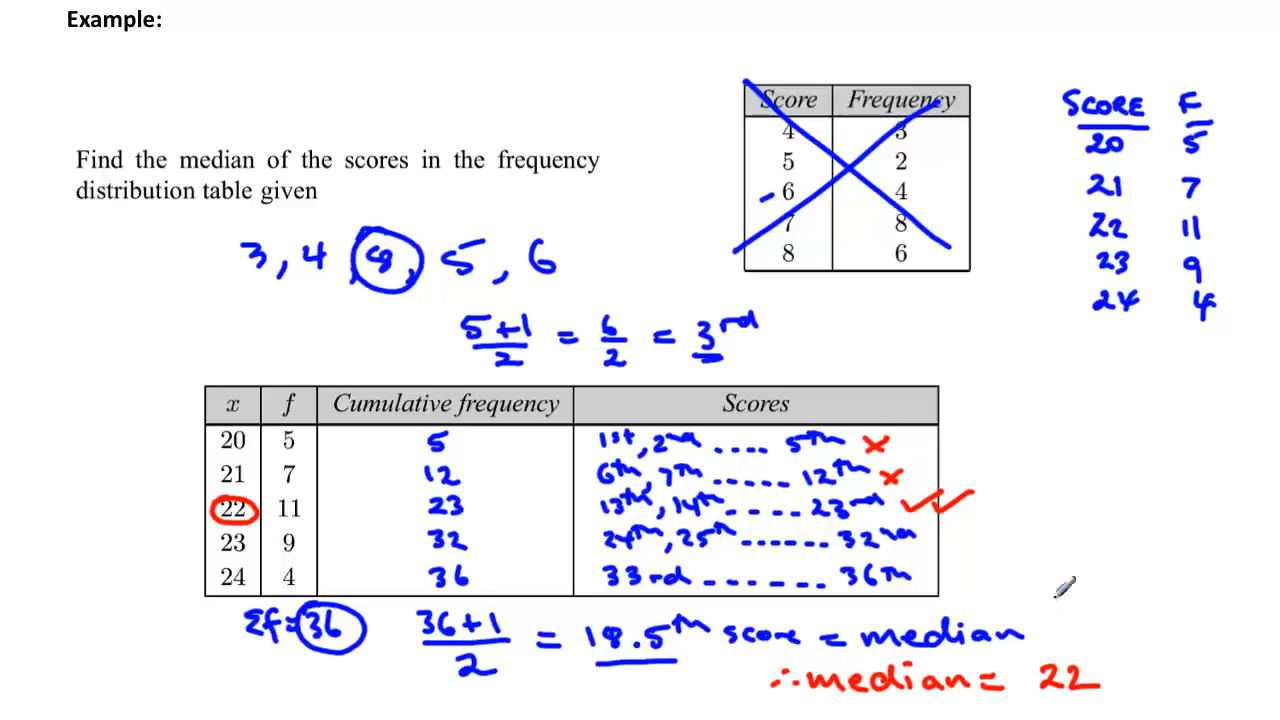 Example:
Score Frequency
4 3
5 2
6 4
7 8
8 6
SCORE F
20 5
21 7
22 11
23 9
24 4
Find the median of the scores in the frequency
distribution table given
3, 4, 8, 5, 6
5+1/2 = 6/2 = 3rd
x f Cumulative frequency Scores
20 5 5 1st, 2nd .... 5th ×
21 7 12 6th, 7th ...... 12th ×
22 11 23 13th, 14th ...... 23rd ✓✓
23 9 32 24th, 25th ...... 32nd
24 4 36 33rd ....... 36th
Σf = 36 36+1/2 = 18.5th score = median
∴ median = 22